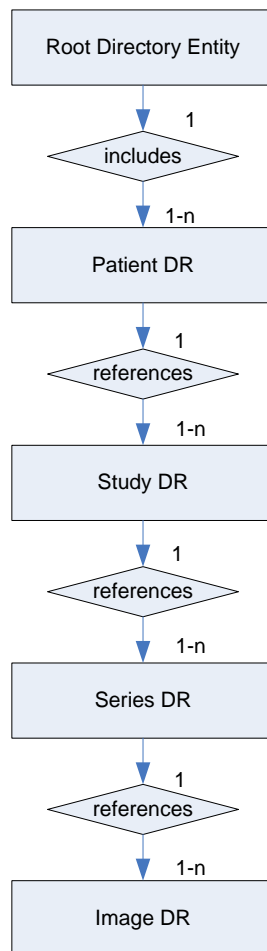 Root Directory Entity
1
includes
1-n
Patient DR
1
references
1-n
Study DR
1
references
1-n
Series DR
1
references
1-n
Image DR